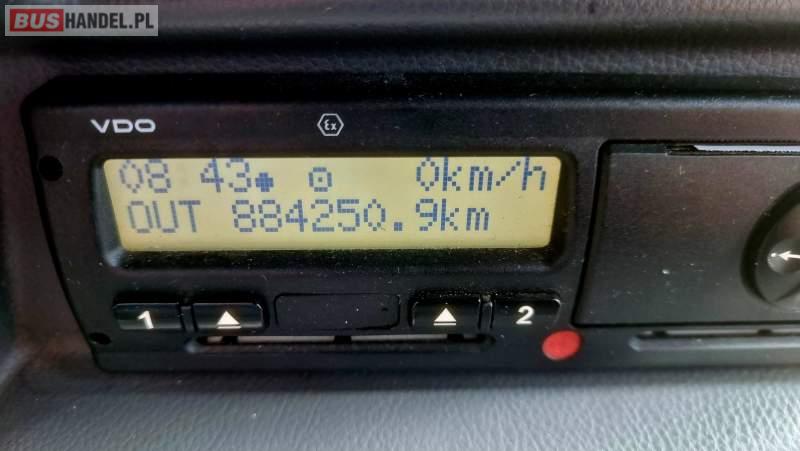 BUSHANDEL.PL
VDO
Ex
08 43 0km/h
OUT 884250.9km
1
2